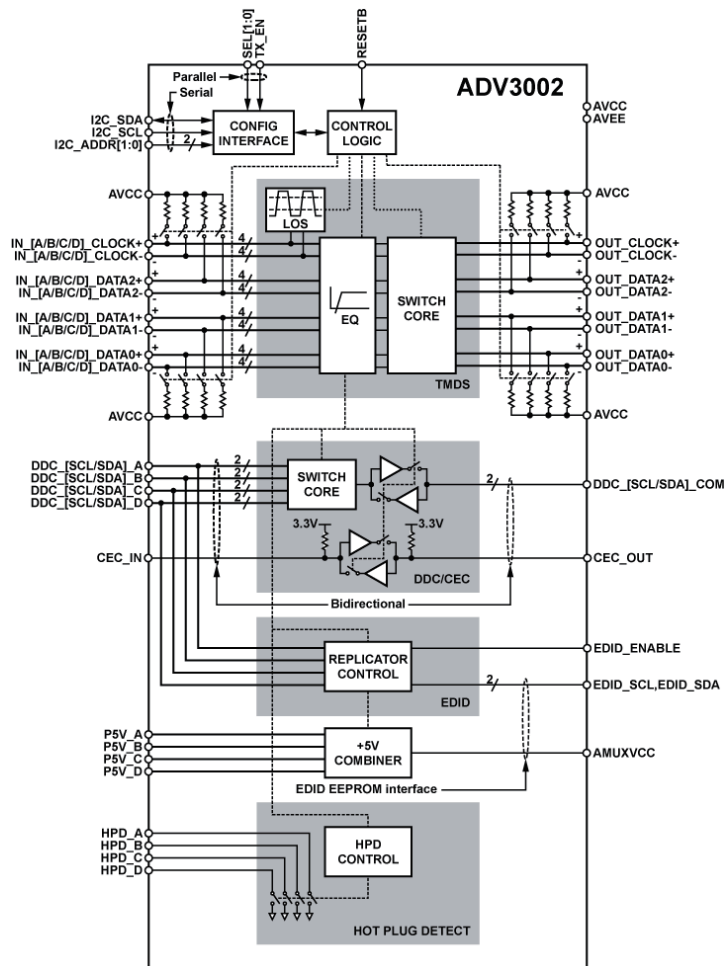 SEL[1:0]
TX_EN
RESETB
ADV3002
Parallel
Serial
I2C_SDA
I2C_SCL
I2C_ADDR[1:0]
2
CONFIG
INTERFACE
CONTROL
LOGIC
AVCC
AVEE
AVCC
AVCC
LOS
+
IN_[A/B/C/D]_CLOCK+
IN_[A/B/C/D]_CLOCK-
-
4
4
+
IN_[A/B/C/D]_DATA2+
IN_[A/B/C/D]_DATA2-
-
4
4
+
IN_[A/B/C/D]_DATA1+
IN_[A/B/C/D]_DATA1-
-
4
4
+
IN_[A/B/C/D]_DATA0+
IN_[A/B/C/D]_DATA0-
-
4
4
EQ
SWITCH
CORE
TMDS
+
OUT_CLOCK+
OUT_CLOCK-
-
+
OUT_DATA2+
OUT_DATA2-
-
+
OUT_DATA1+
OUT_DATA1-
-
+
OUT_DATA0+
OUT_DATA0-
-
AVCC
AVCC
DDC_[SCL/SDA]_A
DDC_[SCL/SDA]_B
DDC_[SCL/SDA]_C
DDC_[SCL/SDA]_D
2
2
2
2
SWITCH
CORE
2
DDC_[SCL/SDA]_COM
3.3V
3.3V
CEC_IN
CEC_OUT
DDC/CEC
Bidirectional
REPLICATOR
CONTROL
EDID
EDID_ENABLE
2
EDID_SCL,EDID_SDA
P5V_A
P5V_B
P5V_C
P5V_D
+5V
COMBINER
AMUXVCC
EDID EEPROM interface
HPD_A
HPD_B
HPD_C
HPD_D
HPD
CONTROL
HOT PLUG DETECT